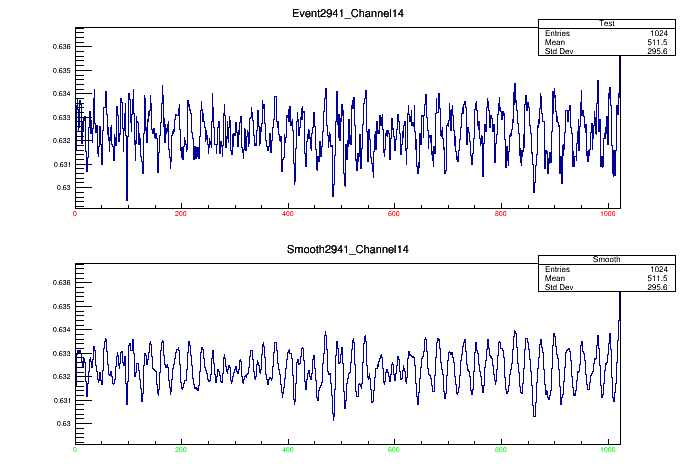 Event2941_Channel14
Test
Entries 1024
Mean 511.5
Std Dev 295.6
0.636
0.635
0.634
0.633
0.632
0.631
0.63
0 200 400 600 800 1000
Smooth2941_Channel14
Smooth
Entries 1024
Mean 511.5
Std Dev 295.6
0.636
0.635
0.634
0.633
0.632
0.631
0.63
0 200 400 600 800 1000